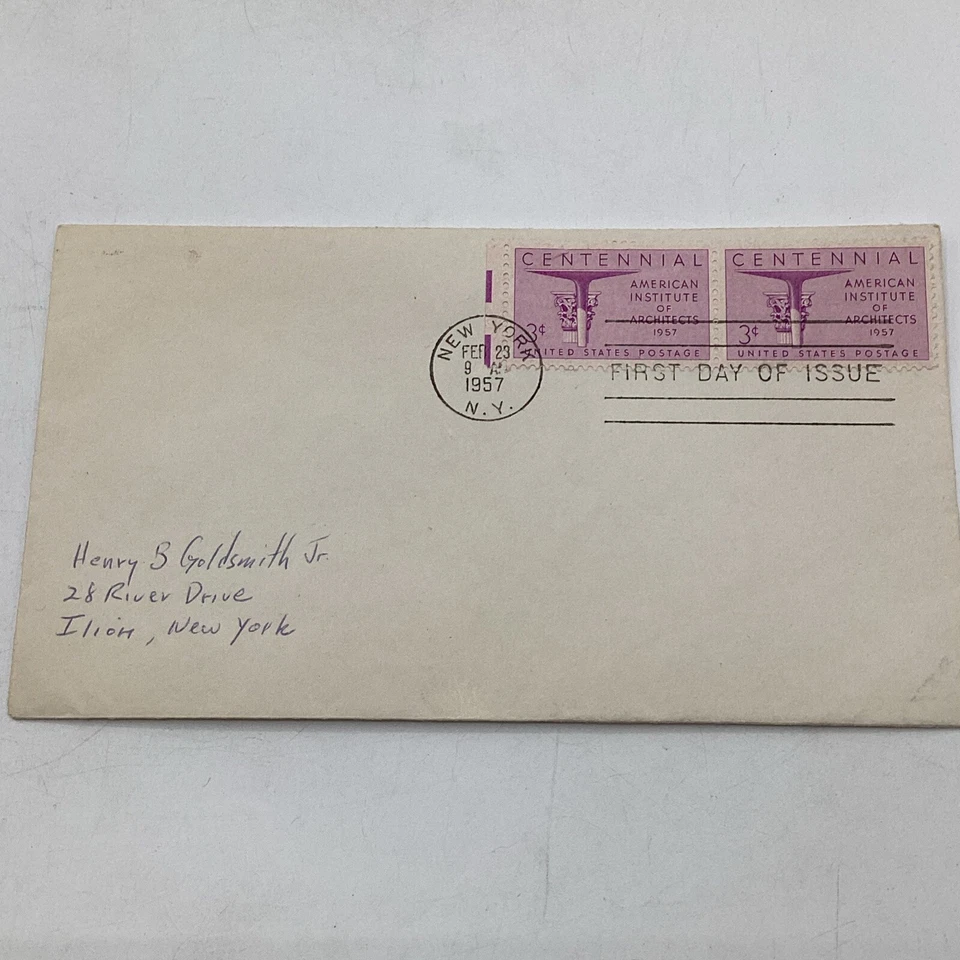 CENTENNIAL
AMERICAN
INSTITUTE
OF
ARCHITECTS
1957
3¢
UNITED STATES POSTAGE
CENTENNIAL
AMERICAN
INSTITUTE
OF
ARCHITECTS
1957
3¢
UNITED STATES POSTAGE
NEW YORK
FEB 23
9 AM
1957
N.Y.
FIRST DAY OF ISSUE
Henry B Goldsmith Jr.
28 River Drive
Ilion, New York